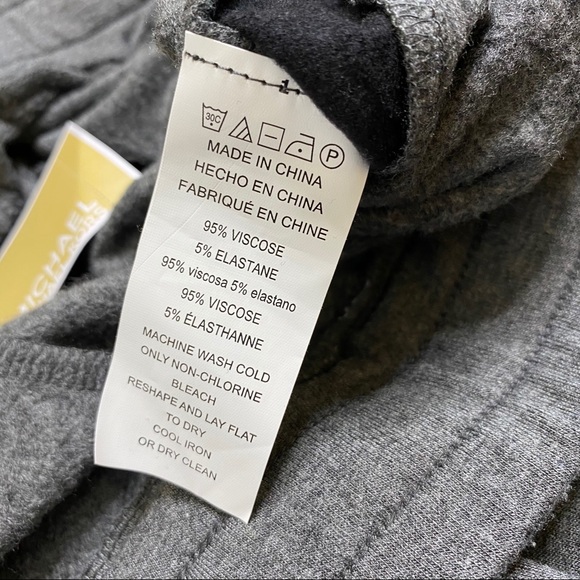 30C
P
MADE IN CHINA
HECHO EN CHINA
FABRIQUÉ EN CHINE
95% VISCOSE
5% ELASTANE
95% viscosa 5% elastano
95% VISCOSE
5% ÉLASTHANNE
MACHINE WASH COLD
ONLY NON-CHLORINE
BLEACH
RESHAPE AND LAY FLAT
TO DRY
COOL IRON
OR DRY CLEAN
MICHAEL